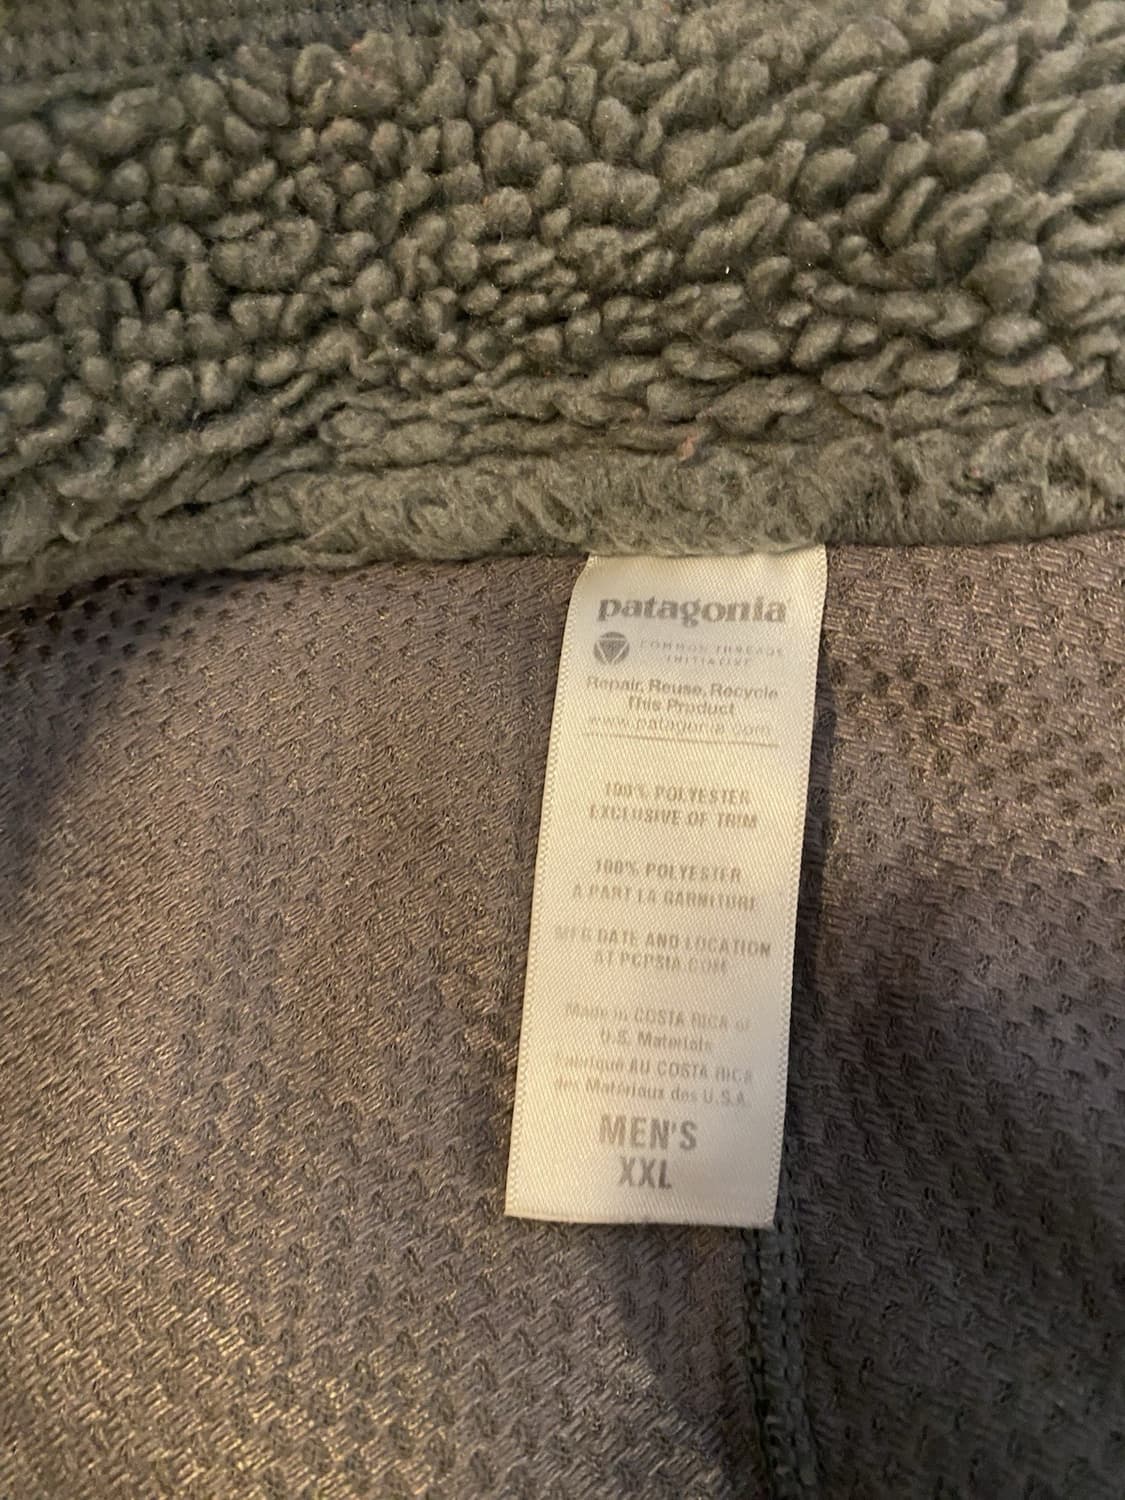 patagonia
COMMON THREADS
INITIATIVE
Repair, Reuse, Recycle
This Product
www.patagonia.com
100% POLYESTER
EXCLUSIVE OF TRIM
100% POLYESTER
A PART LA GARNITURE
MFG DATE AND LOCATION
AT PCPSIA.COM
Made in COSTA RICA of
U.S. Materials
Fabriqué AU COSTA RICA
des Matériaux des U.S.A.
MEN'S
XXL